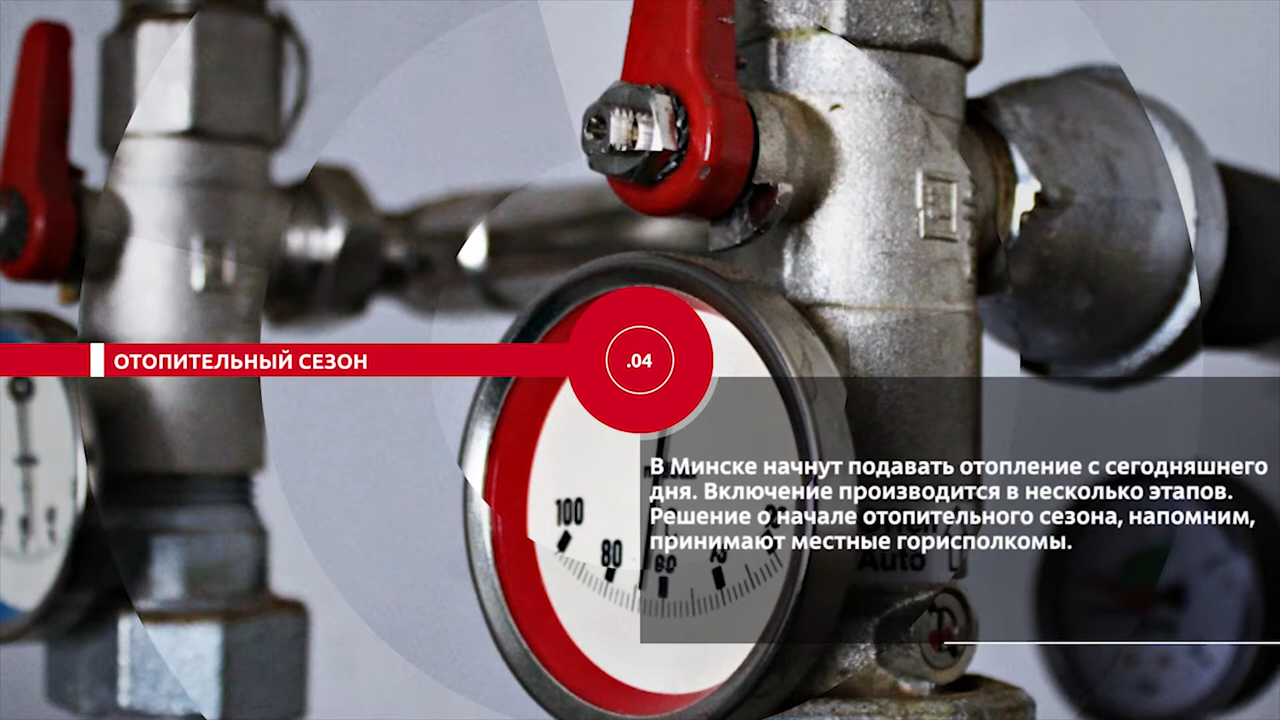 ОТОПИТЕЛЬНЫЙ СЕЗОН
.04
В Минске начнут подавать отопление с сегодняшнего
дня. Включение производится в несколько этапов.
Решение о начале отопительного сезона, напомним,
принимают местные горисполкомы.
100
80
60
Auto